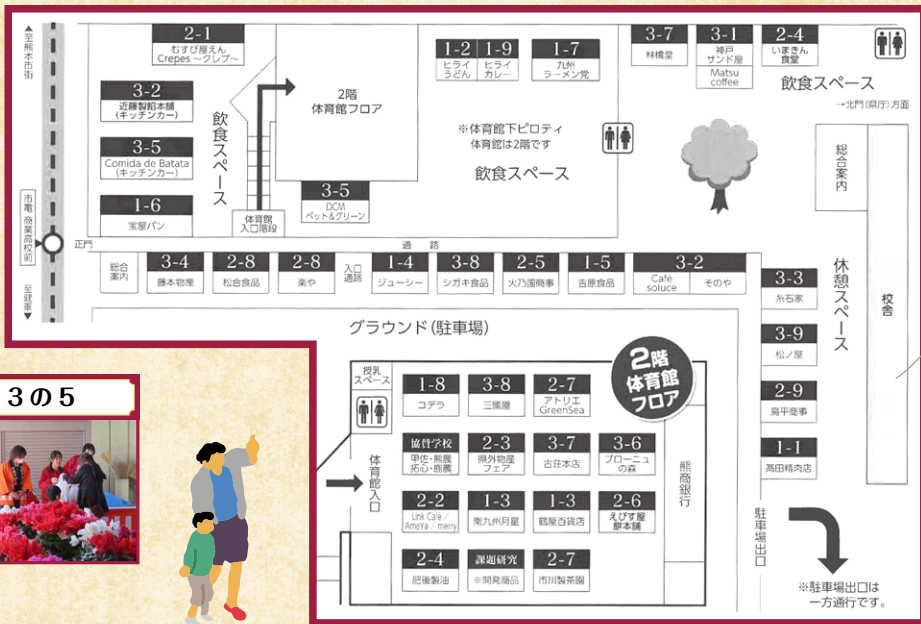 ▲至熊本市街
市電 商業高校前
至健軍▼
正門
2-1
むすび屋えん
Crepes ~クレプ~
3-2
近藤製餡本舗
(キッチンカー)
3-5
Comida de Batata
(キッチンカー)
1-6
宝屋パン
飲食スペース
体育館
入口階段
2階
体育館フロア
3-5
DCM
ペット&グリーン
1-2
ヒライ
うどん
1-9
ヒライ
カレー
1-7
九州
ラーメン党
※体育館下ピロティ
体育館は2階です
飲食スペース
3-7
林檎堂
3-1
神戸
サンド屋
Matsu
coffee
2-4
いまきん
食堂
飲食スペース
→北門(県庁)方面
総合案内
休憩スペース
校舎
通 路
総合
案内
3-4
藤本物産
2-8
松合食品
2-8
楽や
入口
通路
1-4
ジューシー
3-8
シガキ食品
2-5
火乃国商事
1-5
吉原食品
3-2
Café
soluce
そのや
3-3
糸石家
3-9
松ノ屋
2-9
島平商事
1-1
高田精肉店
グラウンド(駐車場)
2階
体育館
フロア
授乳
スペース
体育館入口
1-8
コデラ
3-8
三熊屋
2-7
アトリエ
GreenSea
協賛学校
甲佐・熊農
拓心・鹿農
2-3
県外物産
フェア
3-7
古荘本店
3-6
ブローニュ
の森
2-2
Link Café /
AmeYa / merry
1-3
南九州月星
1-3
鶴屋百貨店
2-6
えびす屋
餅本舗
2-4
肥後製油
課題研究
※開発商品
2-7
市川製茶園
熊商銀行
駐車場出口
※駐車場出口は
一方通行です。
3の5